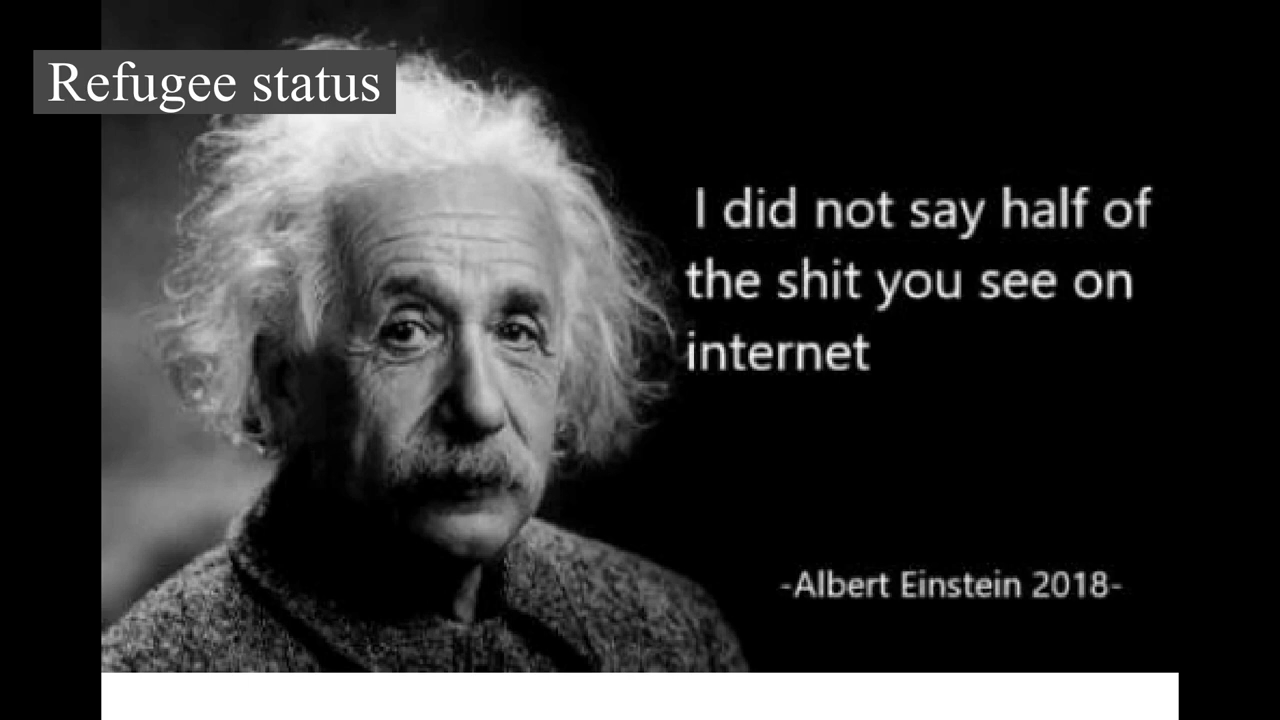 Refugee status
I did not say half of
the shit you see on
internet
-Albert Einstein 2018-